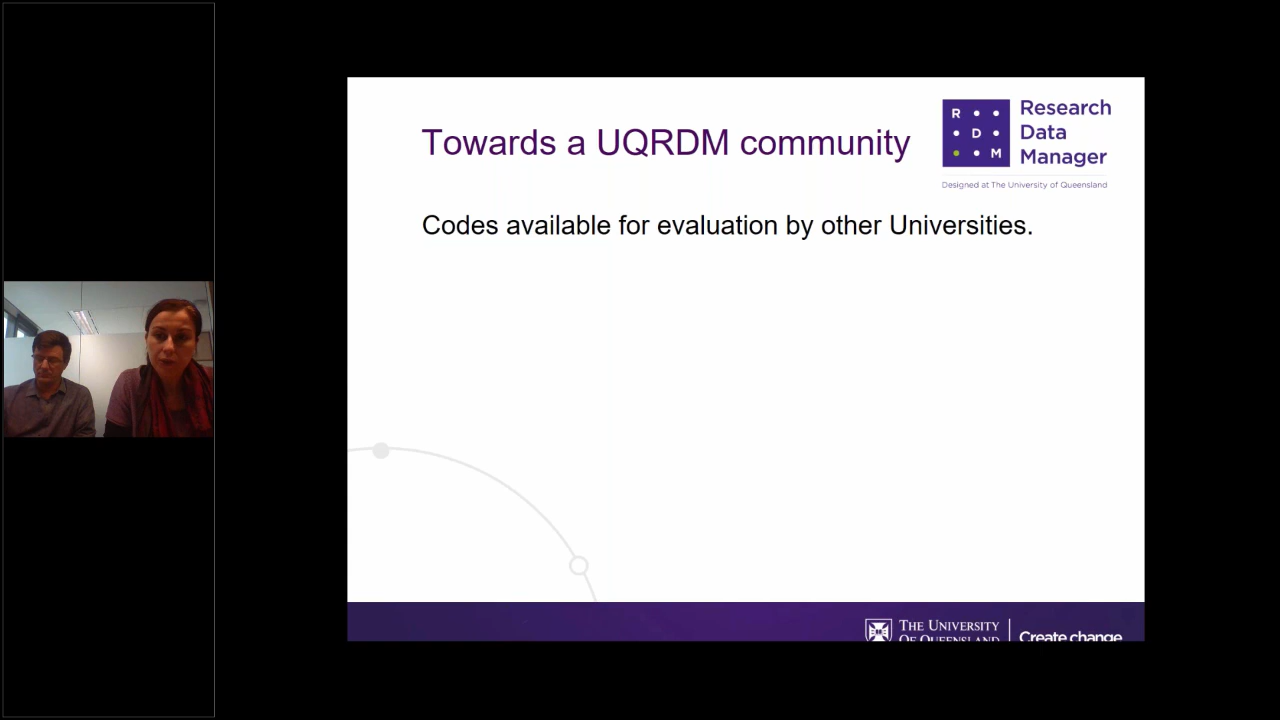 Towards a UQRDM community
R
D
M
Research
Data
Manager
Designed at The University of Queensland
Codes available for evaluation by other Universities.
THE UNIVERSITY
OF QUEENSLAND
Create change